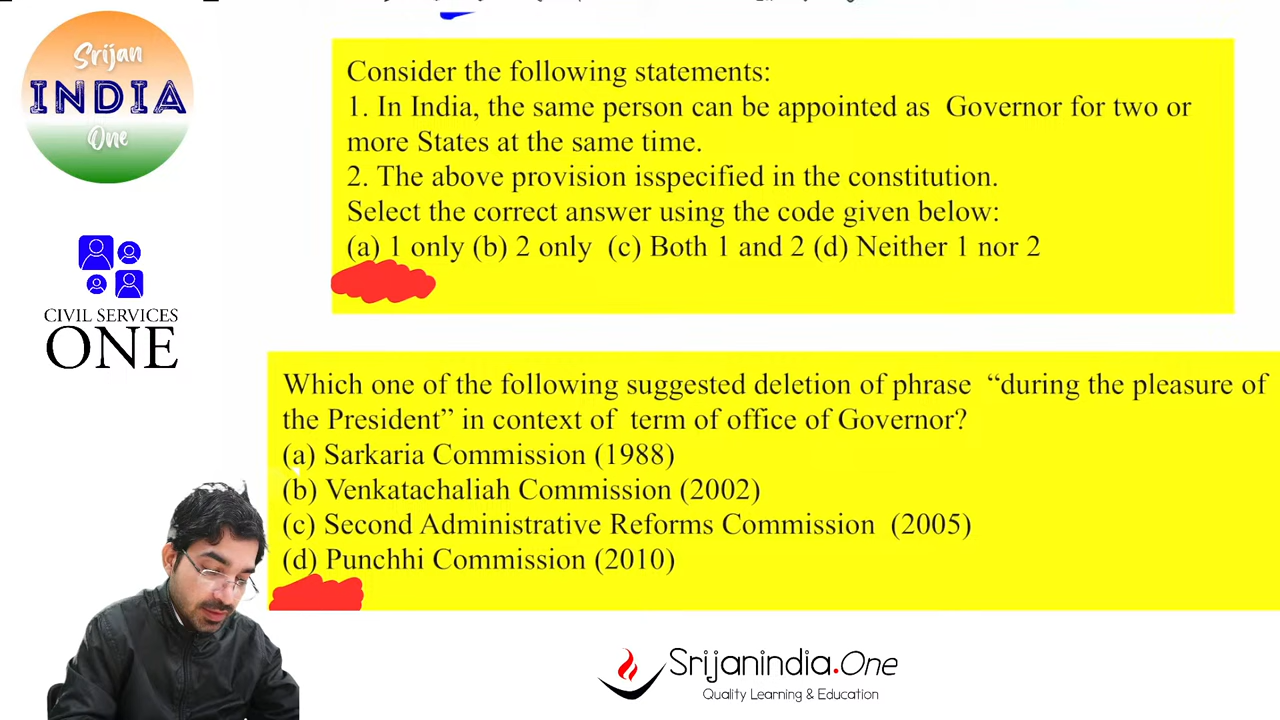 Srijan
INDIA
One
Consider the following statements:
1. In India, the same person can be appointed as Governor for two or
more States at the same time.
2. The above provision isspecified in the constitution.
Select the correct answer using the code given below:
(a) 1 only (b) 2 only (c) Both 1 and 2 (d) Neither 1 nor 2
CIVIL SERVICES
ONE
Which one of the following suggested deletion of phrase “during the pleasure of
the President” in context of term of office of Governor?
(a) Sarkaria Commission (1988)
(b) Venkatachaliah Commission (2002)
(c) Second Administrative Reforms Commission (2005)
(d) Punchhi Commission (2010)
Srijanindia.One
Quality Learning & Education